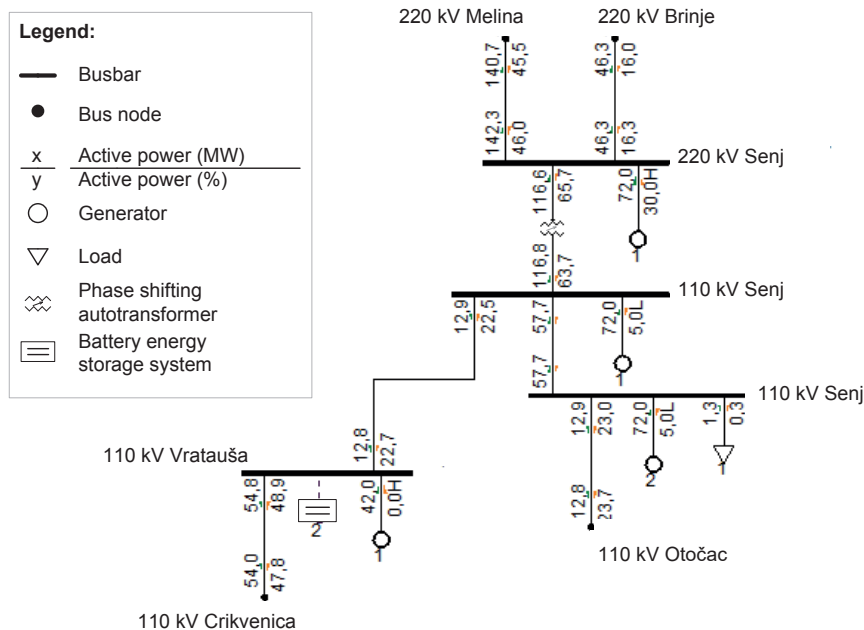 Legend:
Busbar
Bus node
x Active power (MW)
y Active power (%)
Generator
Load
Phase shifting
autotransformer
Battery energy
storage system
220 kV Melina
220 kV Brinje
140,7
45,5
46,3
16,0
142,3
46,0
46,3
16,3
220 kV Senj
116,6
65,7
72,0
30,0H
1
116,8
63,7
110 kV Senj
12,9
22,5
57,7
72,0
5,0L
1
57,7
110 kV Senj
12,9
23,0
72,0
5,0L
1,3
0,3
2
1
12,8
23,7
110 kV Otočac
12,8
22,7
110 kV Vratauša
54,8
48,9
2
42,0
0,0H
1
54,0
47,8
110 kV Crikvenica